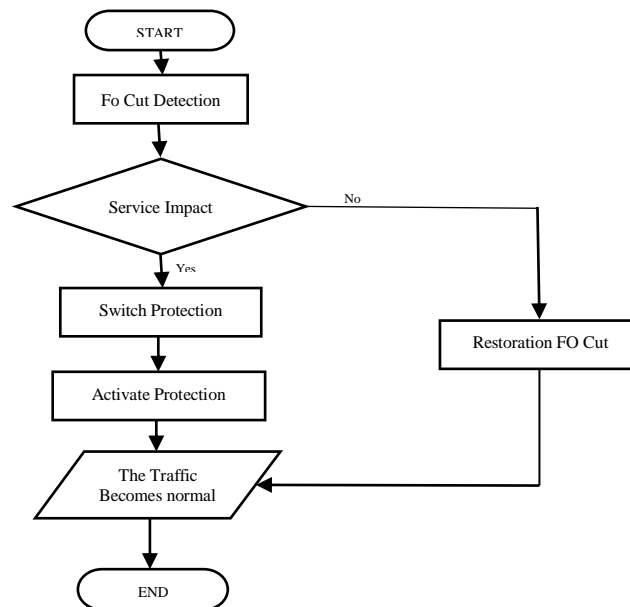 START
Fo Cut Detection
Service Impact
No
Yes
Switch Protection
Restoration FO Cut
Activate Protection
The Traffic
Becomes normal
END